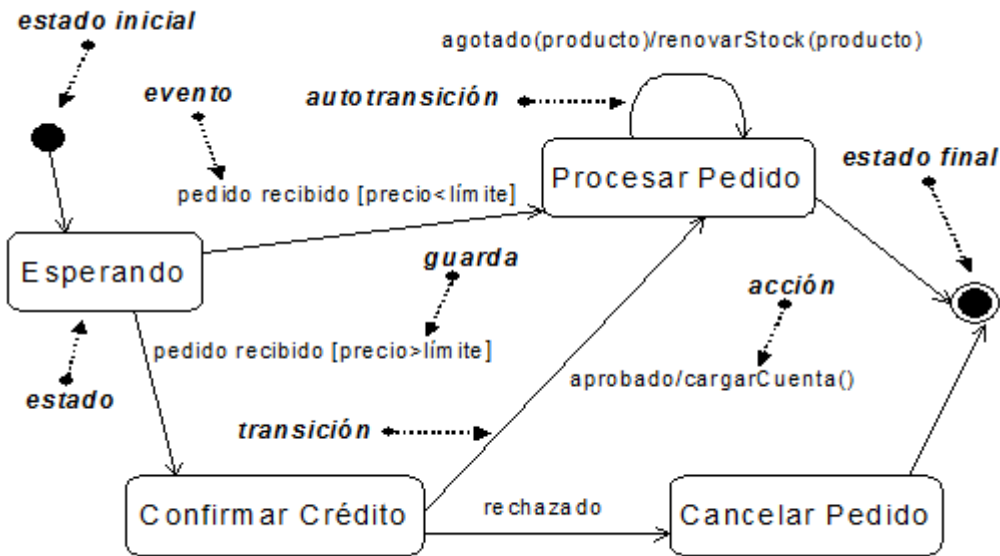 estado inicial
agotado(producto)/renovarStock(producto)
evento
autotransición
estado final
Procesar Pedido
pedido recibido [precio<límite]
Esperando
guarda
acción
pedido recibido [precio>límite]
aprobado/cargarCuenta()
estado
transición
Confirmar Crédito
rechazado
Cancelar Pedido